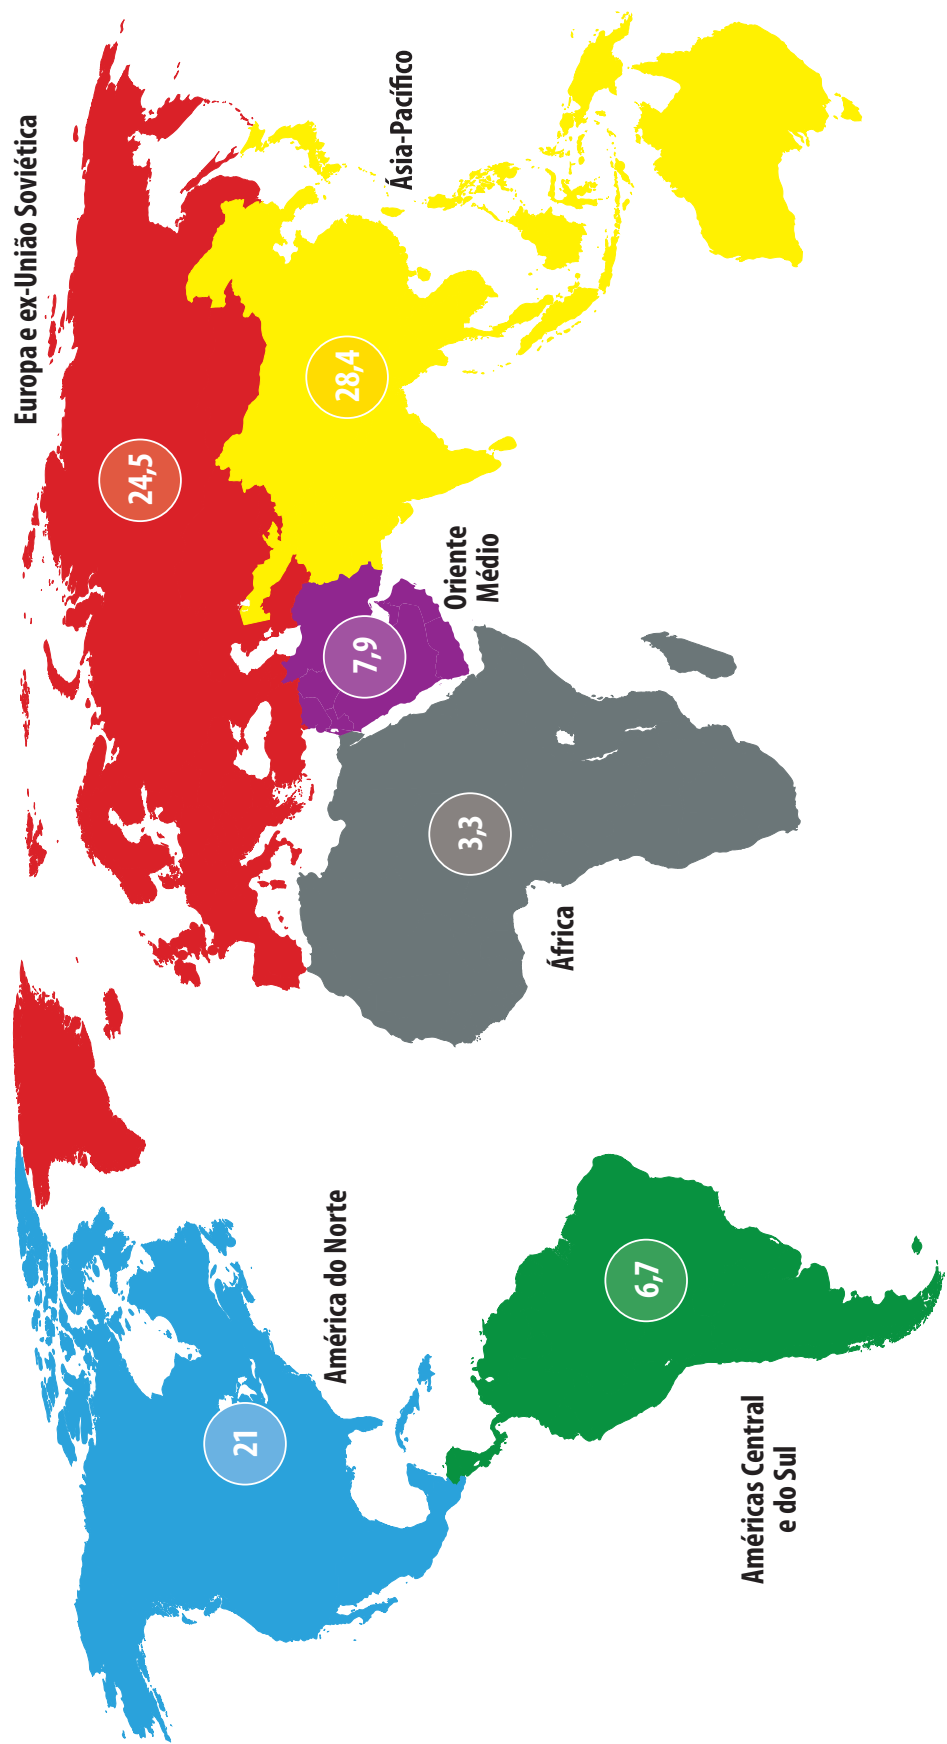 Europa e ex-União Soviética
24,5
América do Norte
21
Ásia-Pacífico
28,4
Oriente
Médio
7,9
África
3,3
Américas Central
e do Sul
6,7